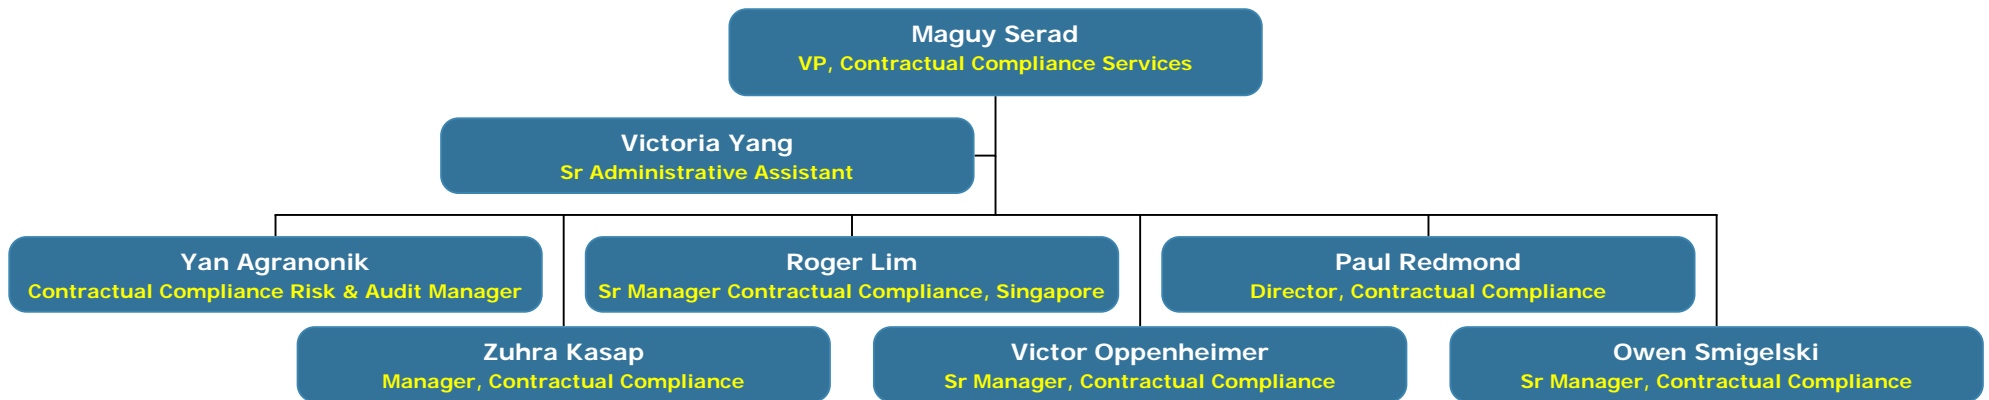 Maguy Serad
VP, Contractual Compliance Services
Victoria Yang
Sr Administrative Assistant
Yan Agranonik
Contractual Compliance Risk & Audit Manager
Roger Lim
Sr Manager Contractual Compliance, Singapore
Paul Redmond
Director, Contractual Compliance
Zuhra Kasap
Manager, Contractual Compliance
Victor Oppenheimer
Sr Manager, Contractual Compliance
Owen Smigelski
Sr Manager, Contractual Compliance